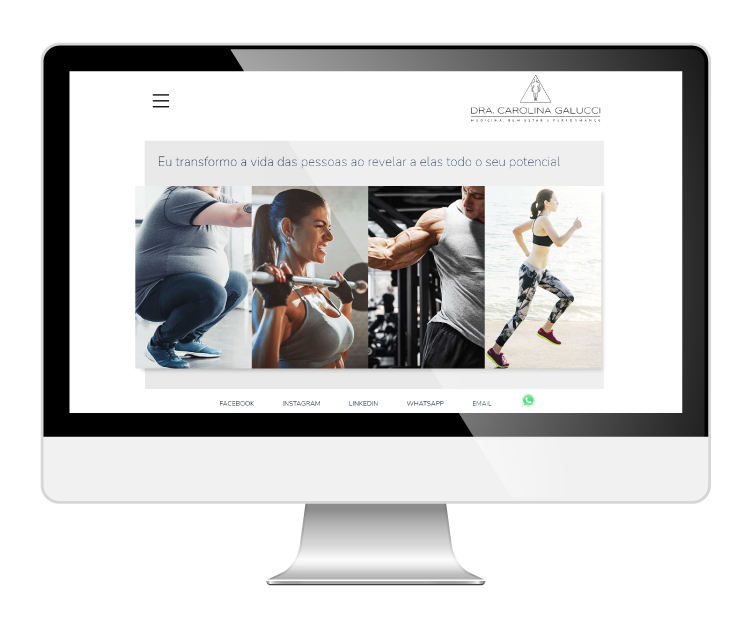 DRA. CAROLINA GALUCCI
MEDICINA, BEM ESTAR E PERFORMANCE
Eu transformo a vida das pessoas ao revelar a elas todo o seu potencial
FACEBOOK INSTAGRAM LINKEDIN WHATSAPP EMAIL